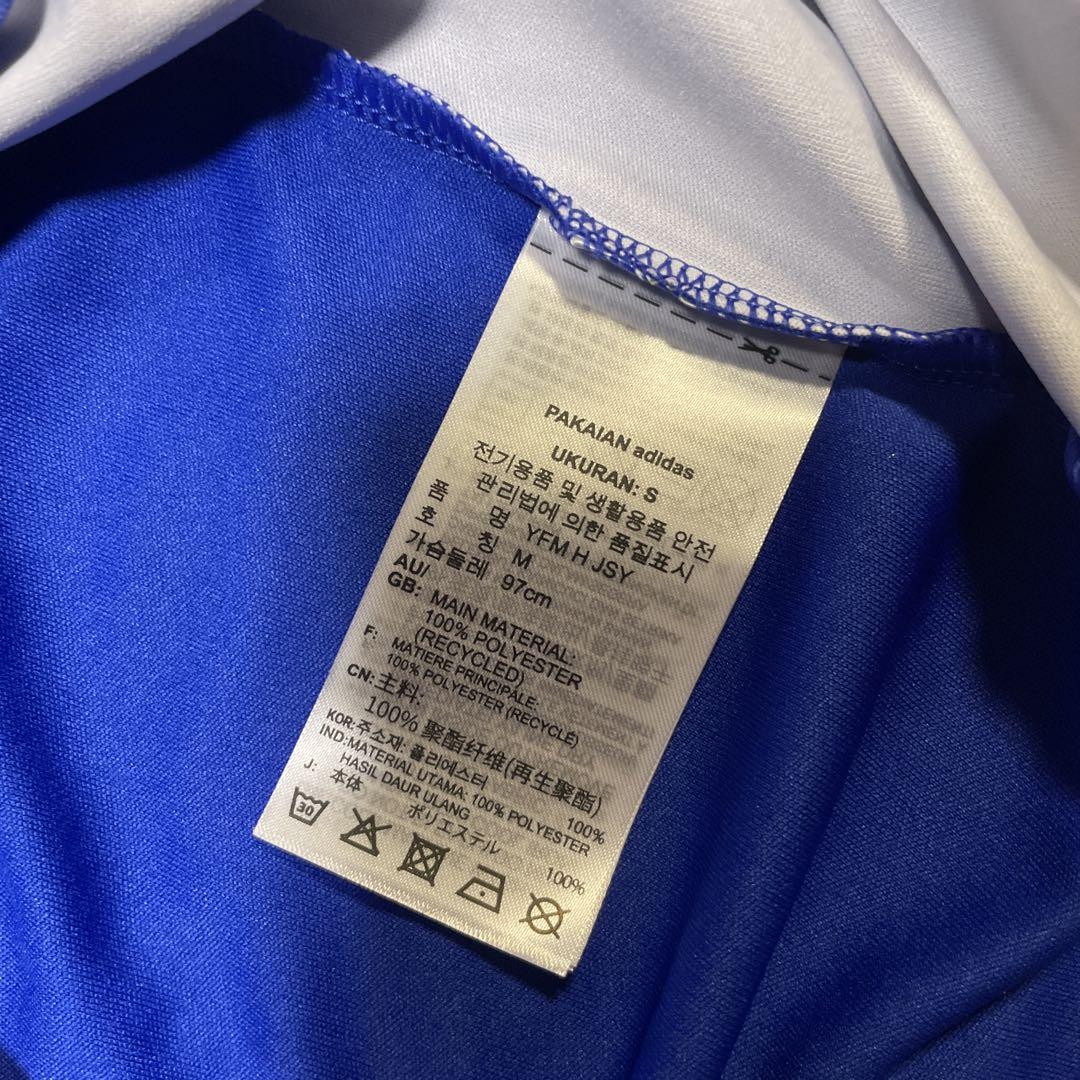 PAKAIAN adidas
UKURAN: S
전기용품 및 생활용품 안전
관리법에 의한 품질표시
품 명 YFM H JSY
호 칭 M
가슴둘레 97cm
AU/
GB: MAIN MATERIAL:
100% POLYESTER
(RECYCLED)
F: MATIERE PRINCIPALE:
100% POLYESTER (RECYCLÉ)
CN: 主料:
100% 聚酯纤维(再生聚酯)
KOR: 주소재: 폴리에스터 100%
IND: MATERIAL UTAMA: 100% POLYESTER
HASIL DAUR ULANG
J: 本体 ポリエステル 100%
30